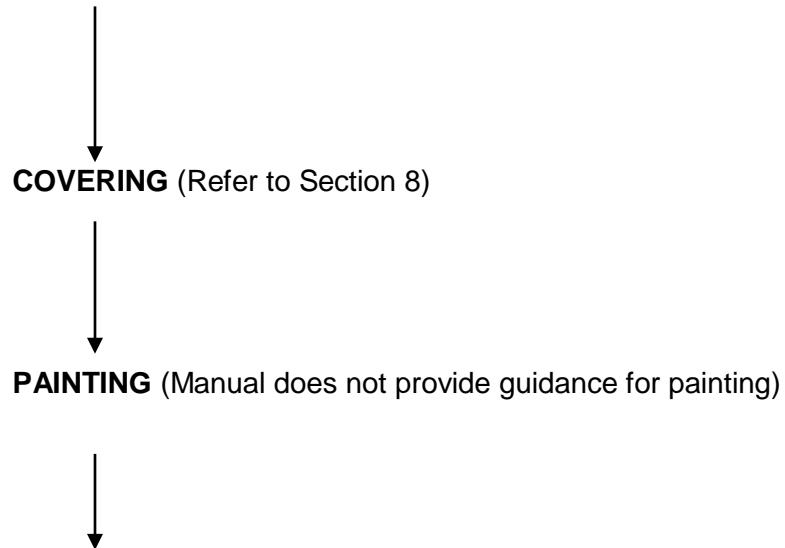 COVERING (Refer to Section 8)
PAINTING (Manual does not provide guidance for painting)